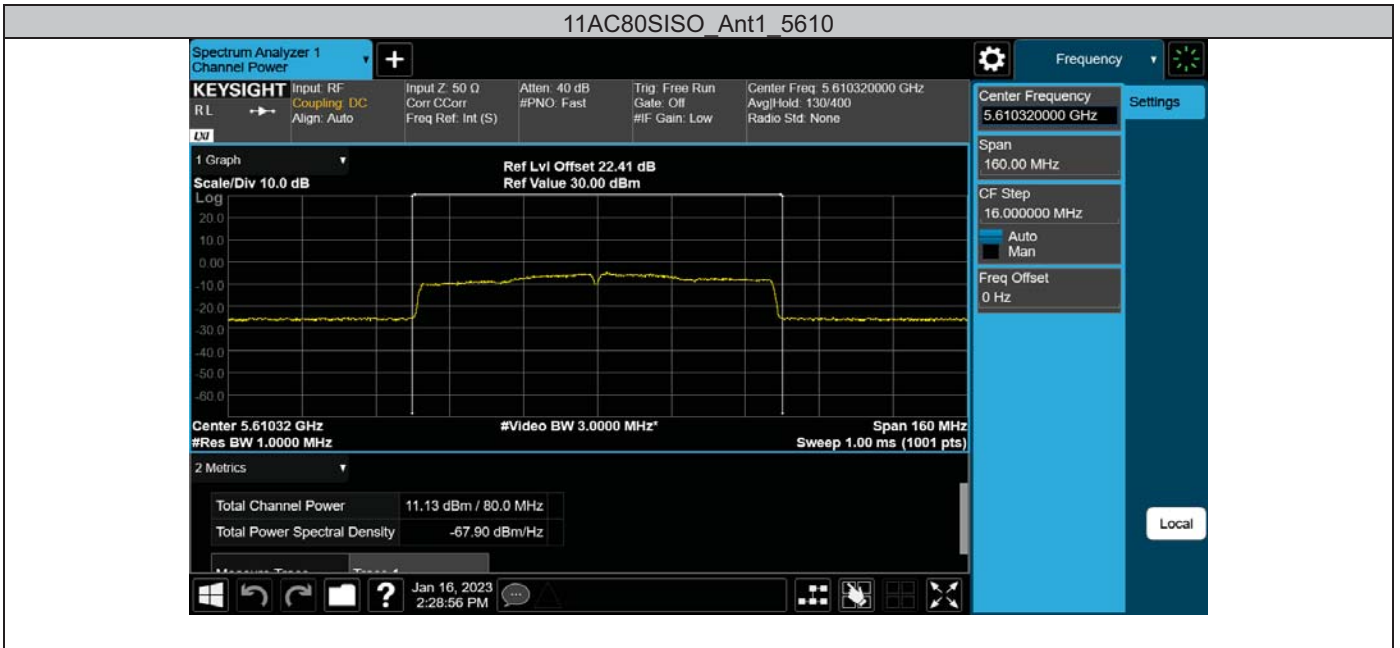 11AC80SISO_Ant1_5610
Spectrum Analyzer 1
Channel Power
Frequency
KEYSIGHT
RL
LXI
Input: RF
Coupling: DC
Align: Auto
Input Z: 50 Ω
Corr CCorr
Freq Ref: Int (S)
Atten: 40 dB
#PNO: Fast
Trig: Free Run
Gate: Off
#IF Gain: Low
Center Freq: 5.610320000 GHz
Avg|Hold: 130/400
Radio Std: None
Center Frequency
5.610320000 GHz
Settings
Span
160.00 MHz
CF Step
16.000000 MHz
Auto
Man
Freq Offset
0 Hz
Local
1 Graph
Scale/Div 10.0 dB
Ref Lvl Offset 22.41 dB
Ref Value 30.00 dBm
Log
20.0
10.0
0.00
-10.0
-20.0
-30.0
-40.0
-50.0
-60.0
Center 5.61032 GHz
#Res BW 1.0000 MHz
#Video BW 3.0000 MHz*
Span 160 MHz
Sweep 1.00 ms (1001 pts)
2 Metrics
Total Channel Power 11.13 dBm / 80.0 MHz
Total Power Spectral Density -67.90 dBm/Hz
?
Jan 16, 2023
2:28:56 PM